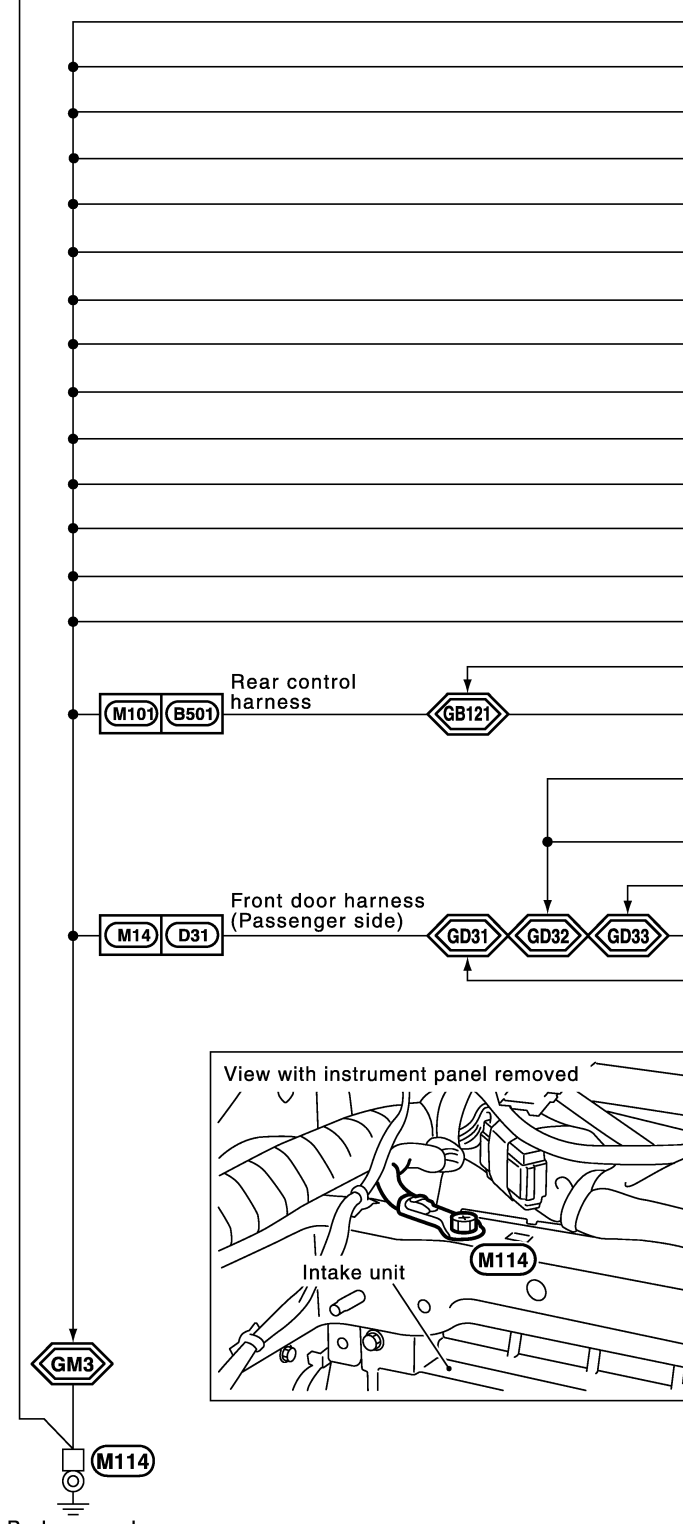 Rear control
harness
M101 B501
GB121
Front door harness
(Passenger side)
M14 D31
GD31 GD32 GD33
View with instrument panel removed
M114
Intake unit
GM3
M114